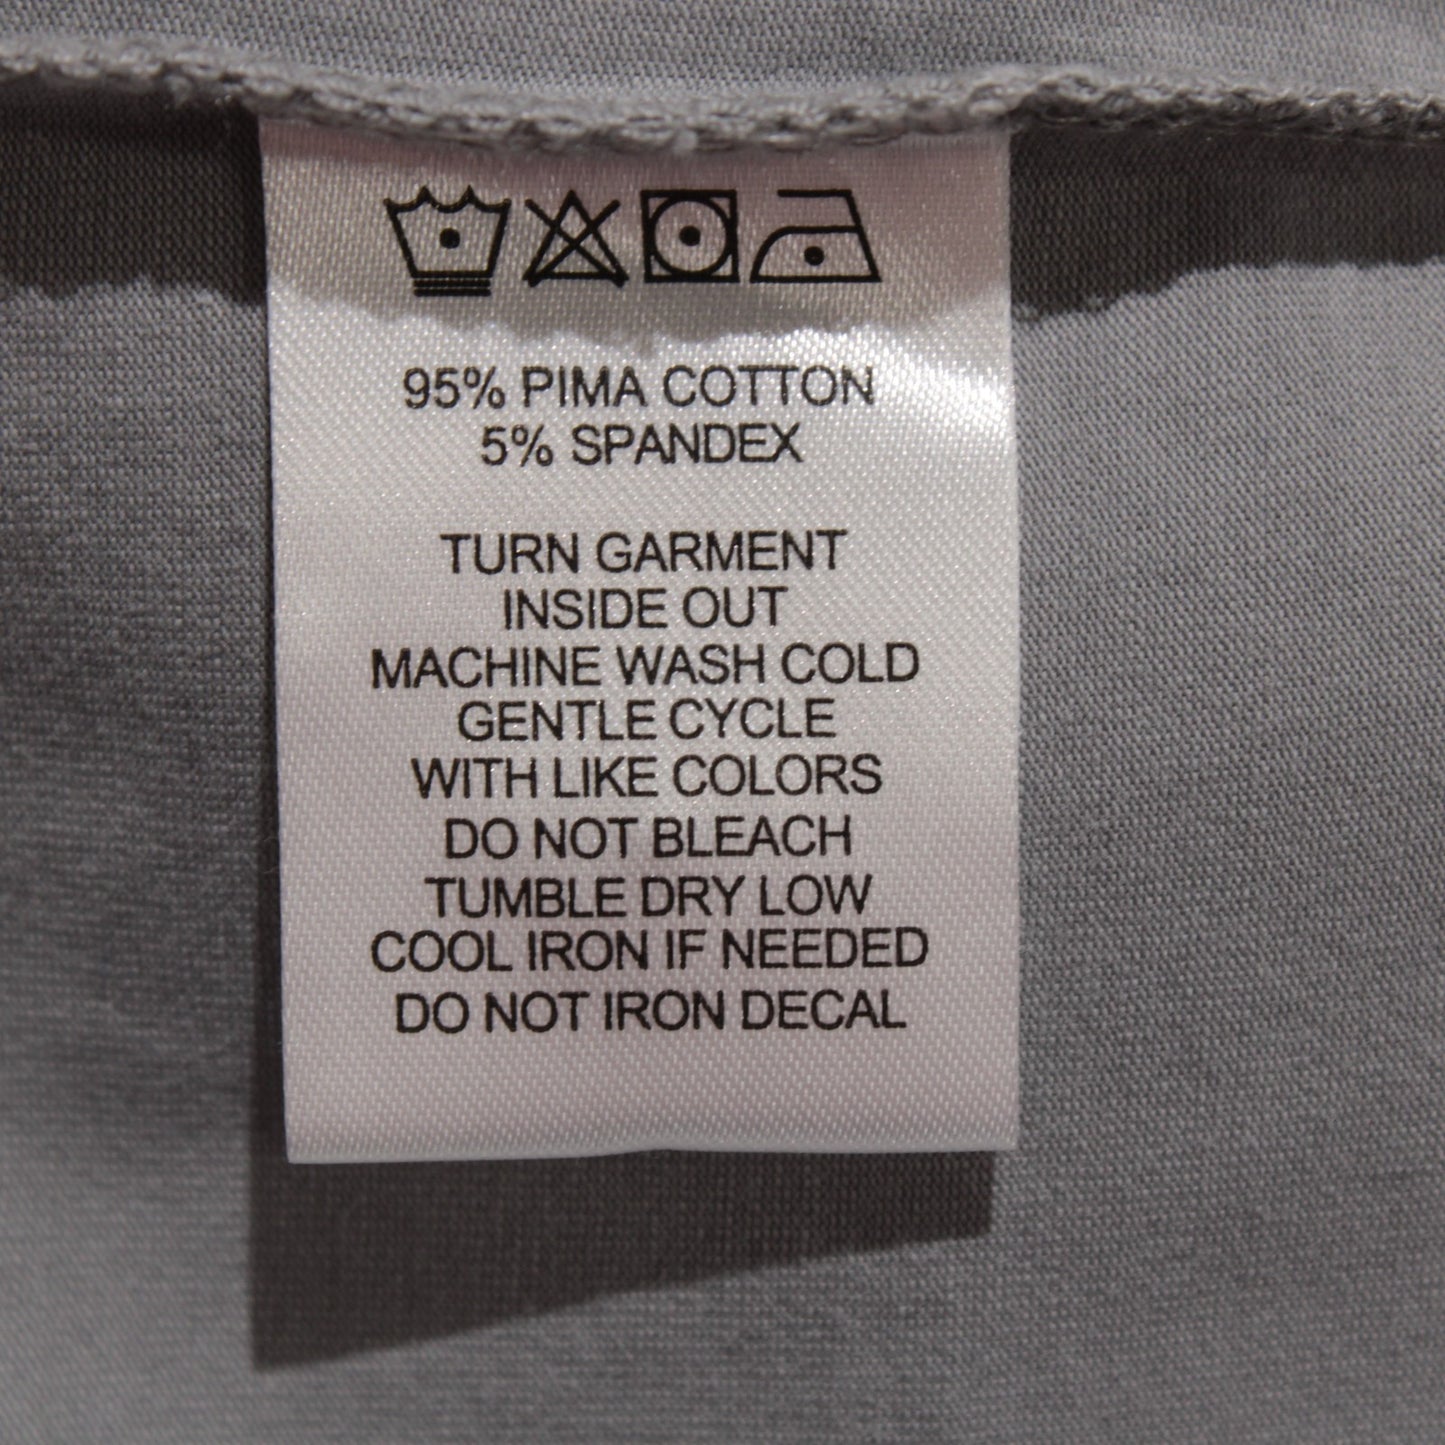 95% PIMA COTTON
5% SPANDEX
TURN GARMENT
INSIDE OUT
MACHINE WASH COLD
GENTLE CYCLE
WITH LIKE COLORS
DO NOT BLEACH
TUMBLE DRY LOW
COOL IRON IF NEEDED
DO NOT IRON DECAL